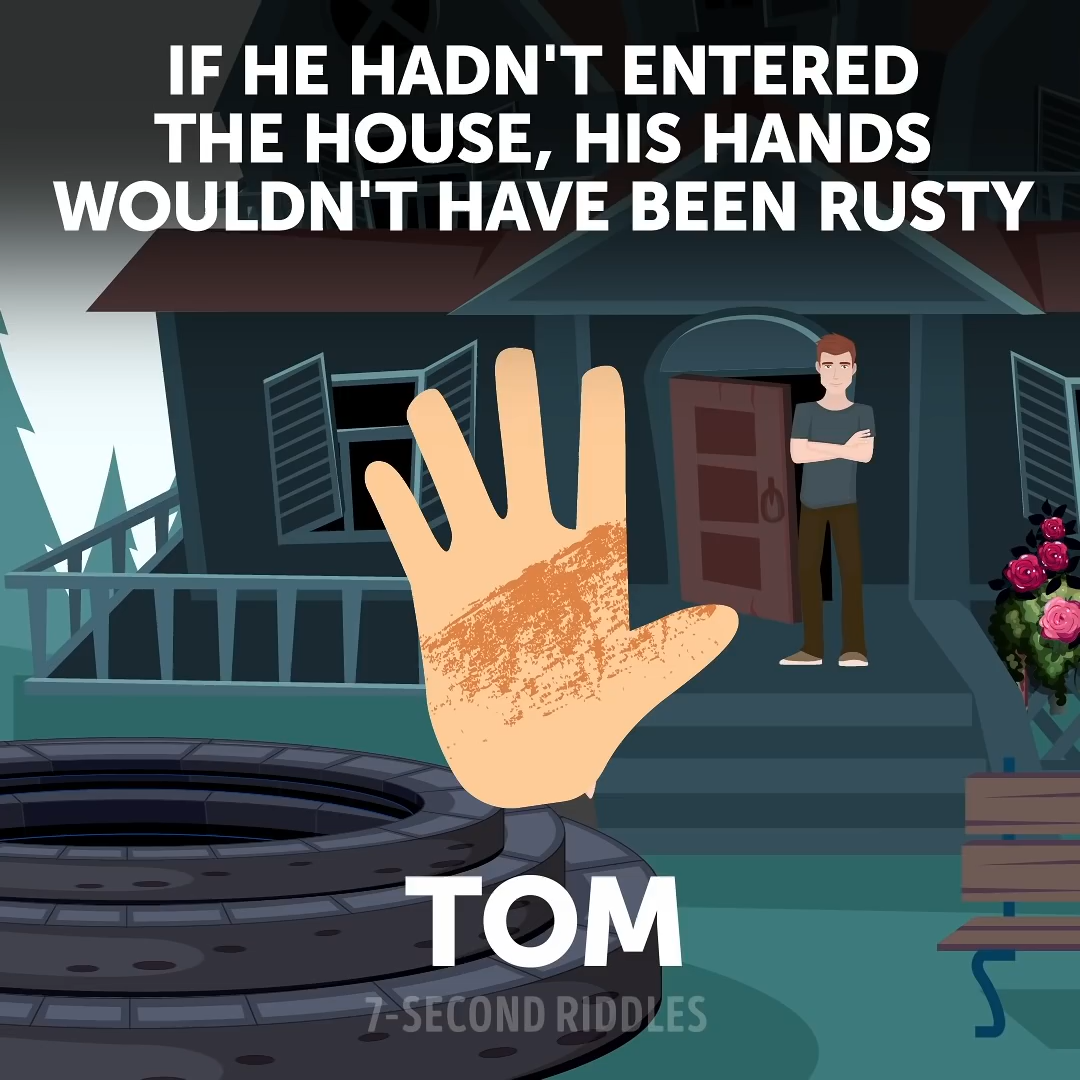 IF HE HADN'T ENTERED
THE HOUSE, HIS HANDS
WOULDN'T HAVE BEEN RUSTY
TOM
7-SECOND RIDDLES